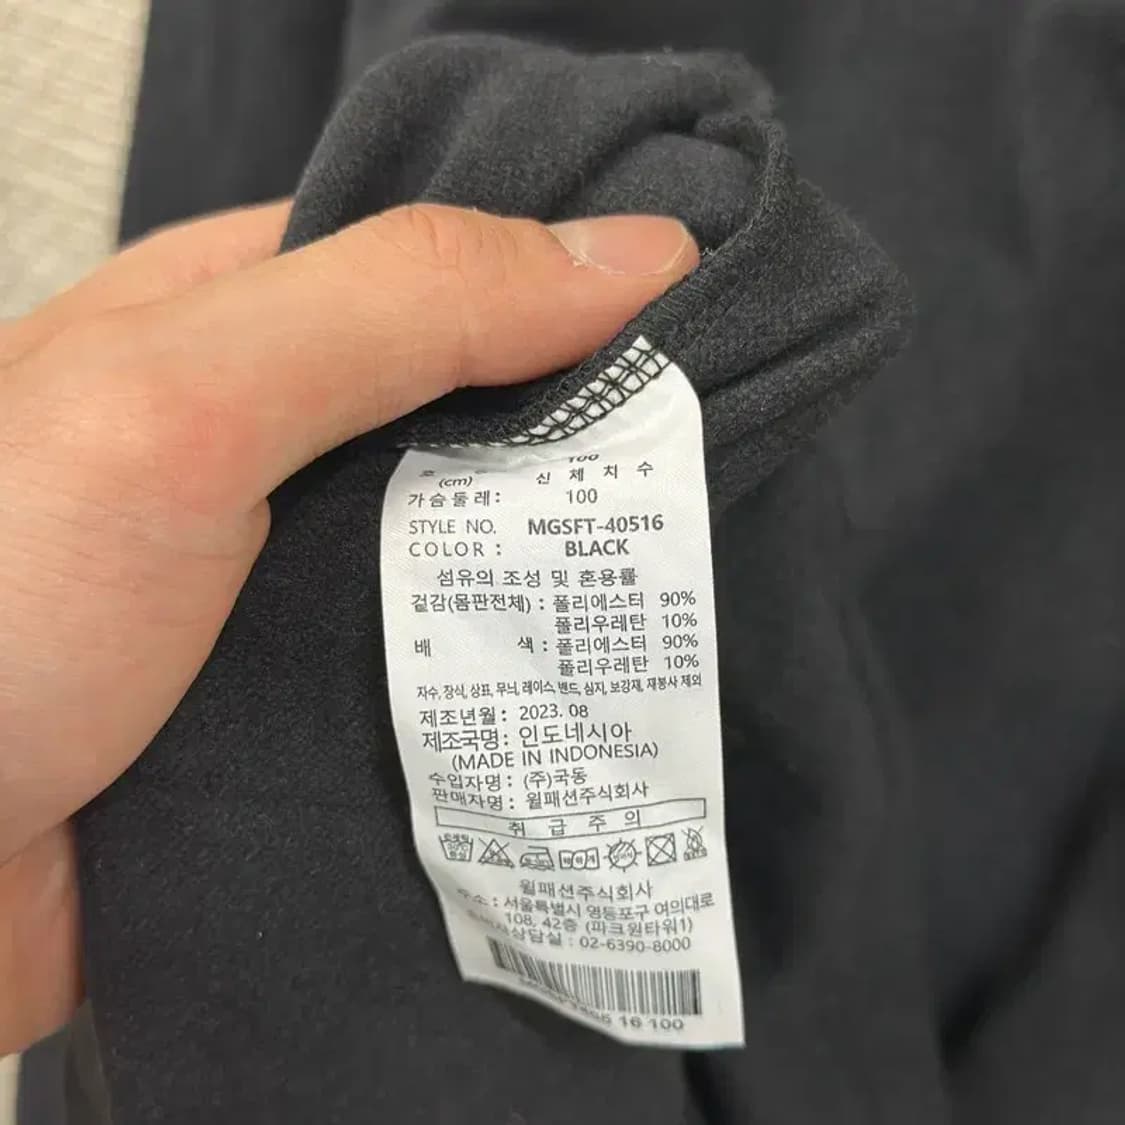 100
(cm) 신 체 치 수
가슴둘레: 100
STYLE NO. MGSFT-40516
COLOR : BLACK
섬유의 조성 및 혼용률
겉감(몸판전체) : 폴리에스터 90%
폴리우레탄 10%
배 색 : 폴리에스터 90%
폴리우레탄 10%
자수, 장식, 상표, 무늬, 레이스, 밴드, 심지, 보강재, 재봉사 제외
제조년월 : 2023. 08
제조국명 : 인도네시아
(MADE IN INDONESIA)
수입자명 : (주)국동
판매자명 : 윌패션주식회사
취 급 주 의
윌패션주식회사
주소 : 서울특별시 영등포구 여의대로
108, 42층 (파크원타워1)
상담실 : 02-6390-8000
16 100